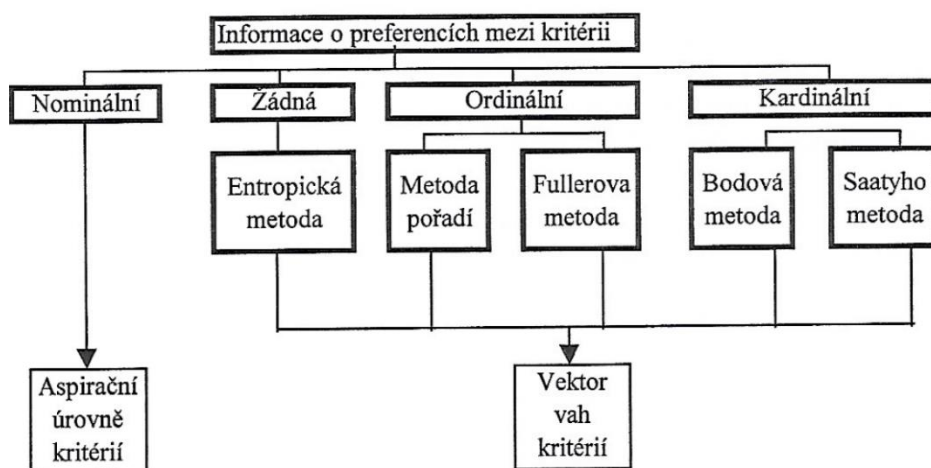 Informace o preferencích mezi kritérii
Nominální
Žádná
Ordinální
Kardinální
Entropická
metoda
Metoda
pořadí
Fullerova
metoda
Bodová
metoda
Saatyho
metoda
Aspirační
úrovně
kritérií
Vektor
vah
kritérií